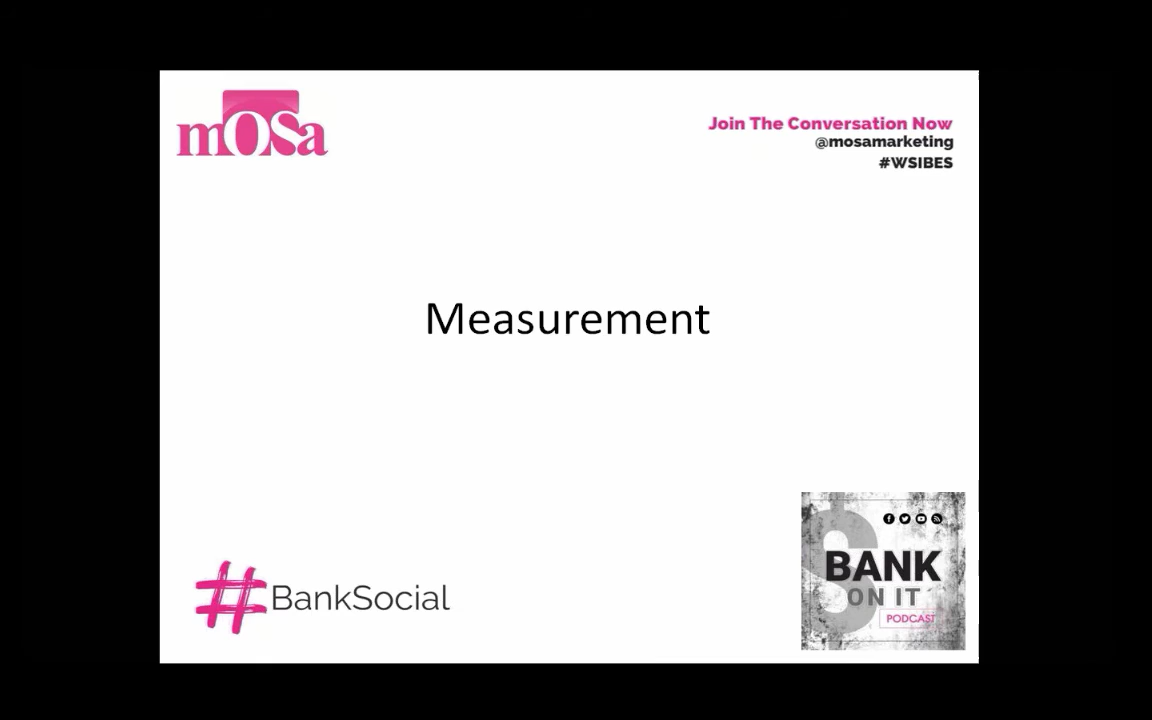 mOSa
Join The Conversation Now
@mosamarketing
#WSIBES
Measurement
#BankSocial
BANK
ON IT
PODCAST